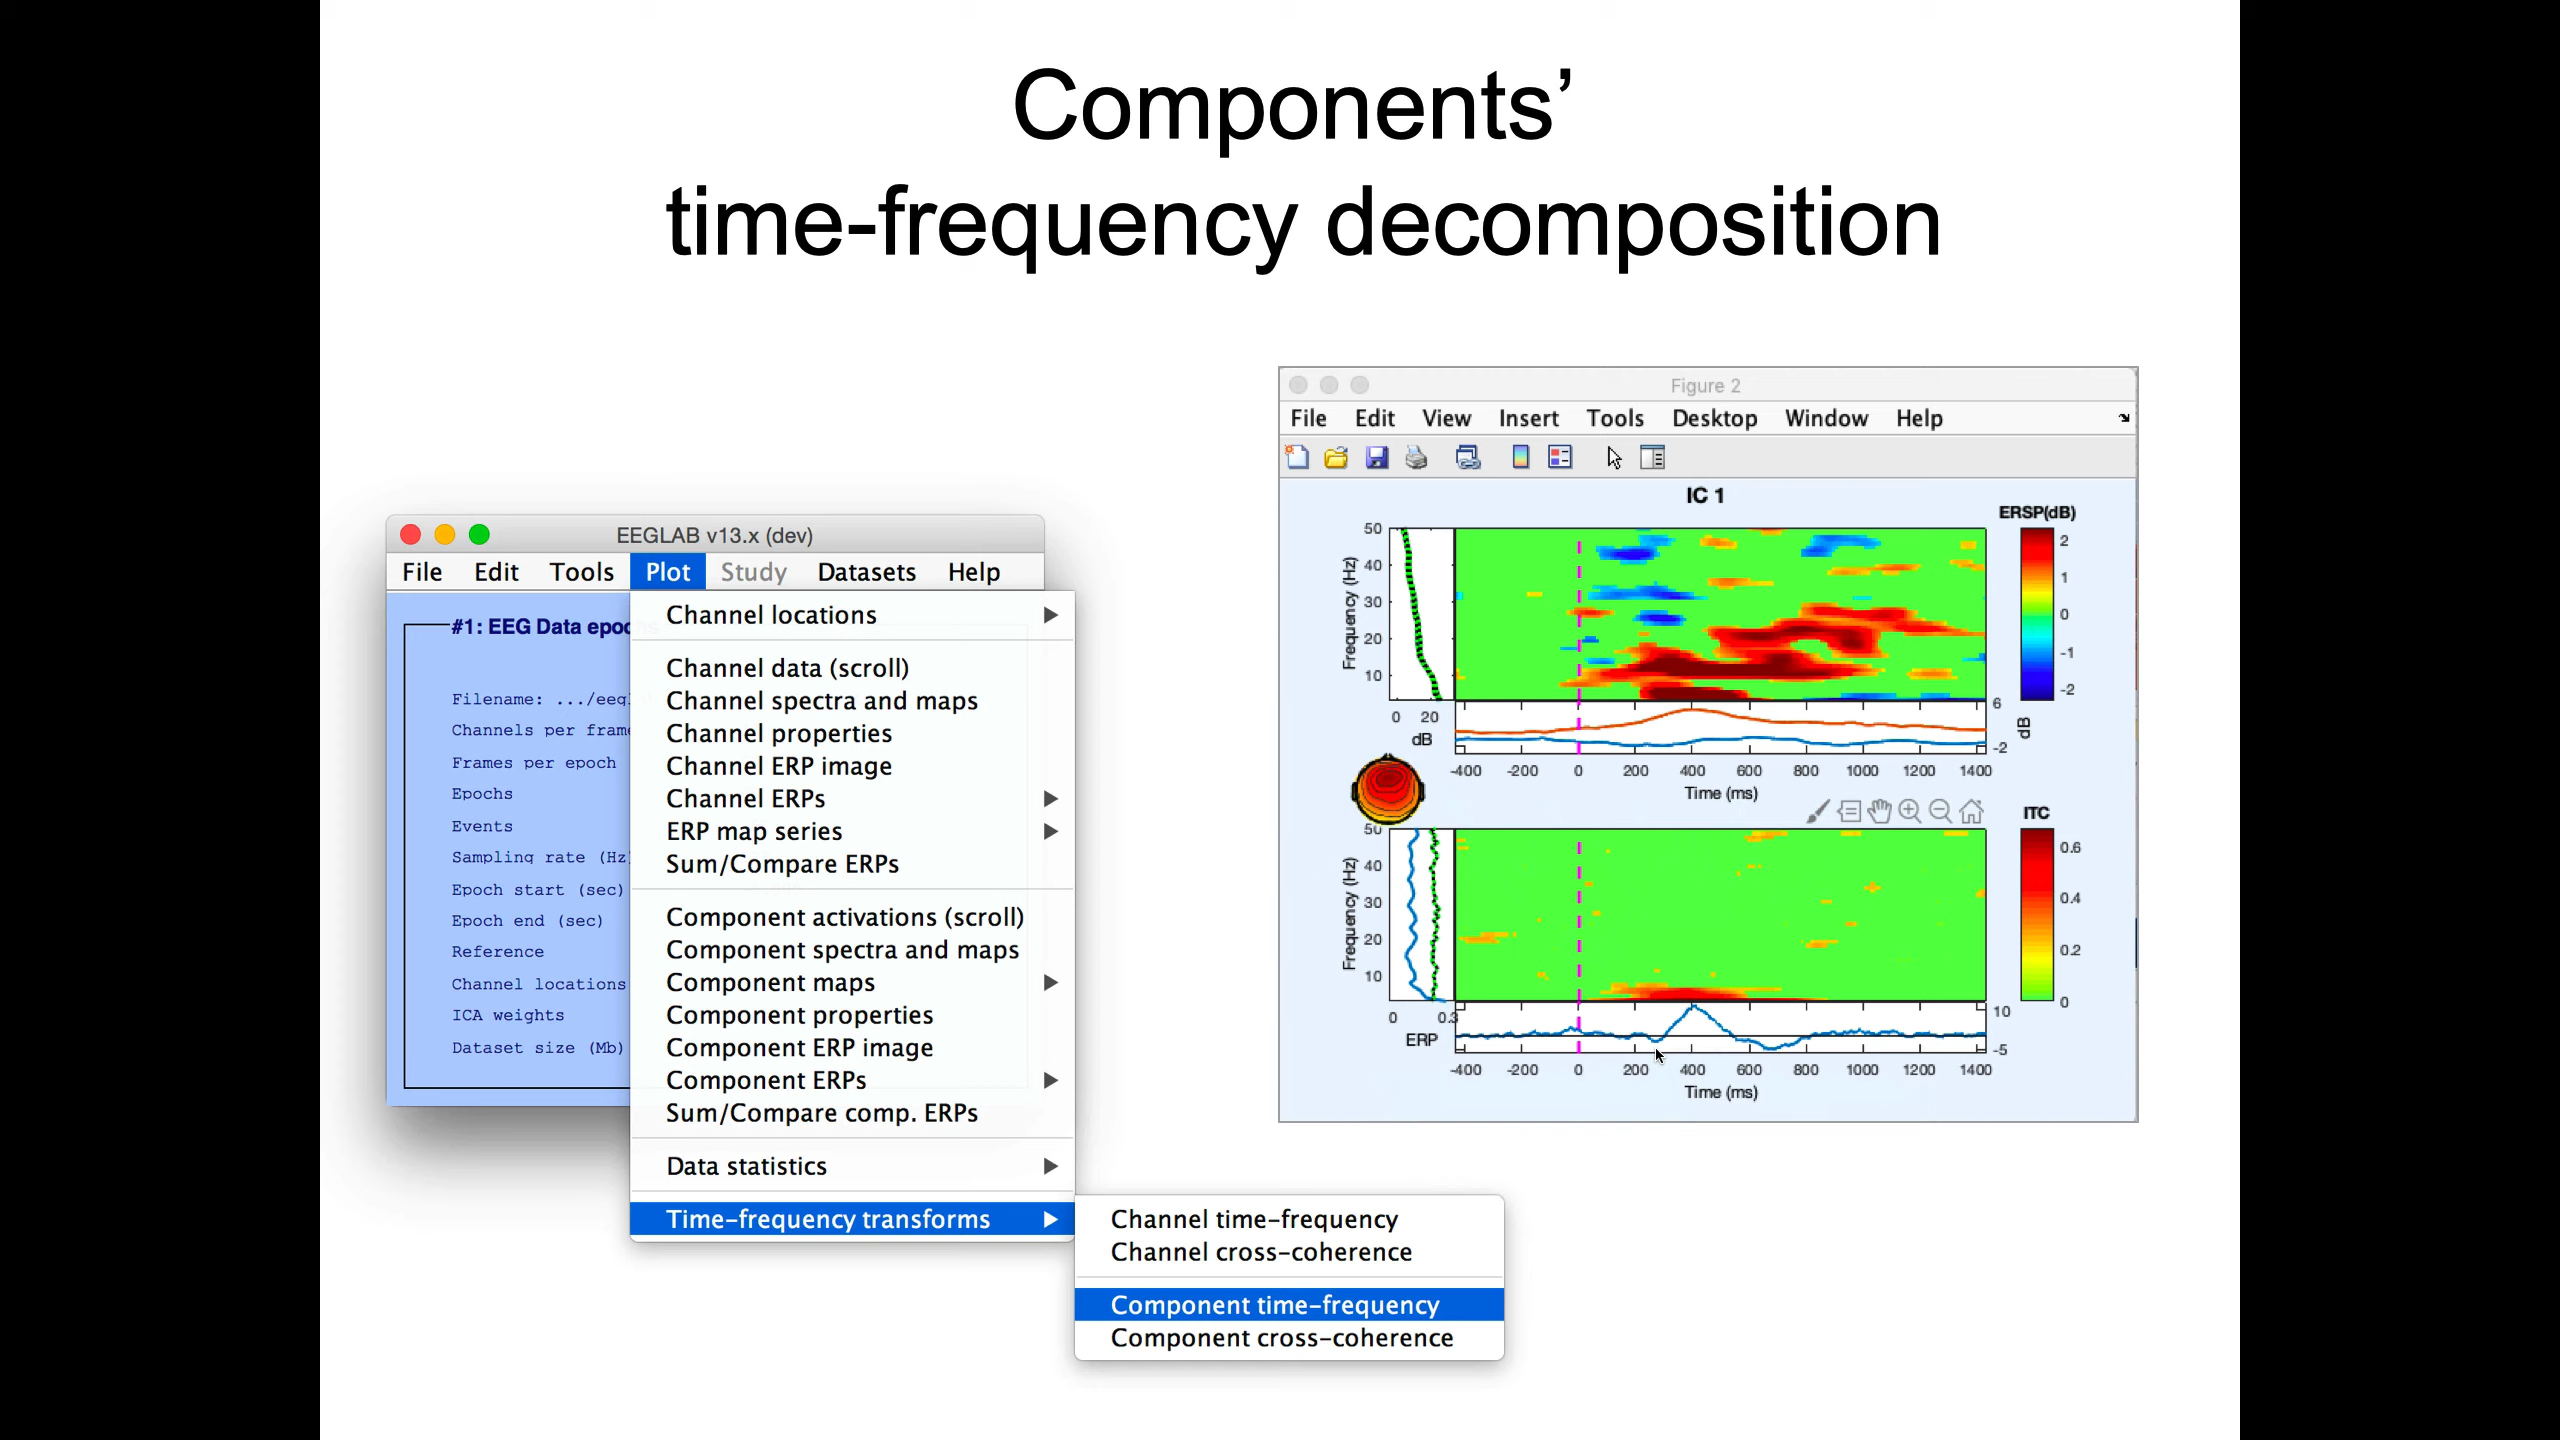 Components’
time-frequency decomposition
EEGLAB v13.x (dev)
File Edit Tools Plot Study Datasets Help
#1: EEG Data epochs
Filename: .../eegl
Channels per frame
Frames per epoch
Epochs
Events
Sampling rate (Hz)
Epoch start (sec)
Epoch end (sec)
Reference
Channel locations
ICA weights
Dataset size (Mb)
Channel locations
Channel data (scroll)
Channel spectra and maps
Channel properties
Channel ERP image
Channel ERPs
ERP map series
Sum/Compare ERPs
Component activations (scroll)
Component spectra and maps
Component maps
Component properties
Component ERP image
Component ERPs
Sum/Compare comp. ERPs
Data statistics
Time-frequency transforms
Channel time-frequency
Channel cross-coherence
Component time-frequency
Component cross-coherence
Figure 2
File Edit View Insert Tools Desktop Window Help
IC 1
ERSP(dB)
Frequency (Hz)
50
40
30
20
10
2
1
0
-1
-2
0 20
dB
6
-2
dB
-400 -200 0 200 400 600 800 1000 1200 1400
Time (ms)
ITC
Frequency (Hz)
50
40
30
20
10
0.6
0.4
0.2
0
0 0.3
ERP
10
-5
-400 -200 0 200 400 600 800 1000 1200 1400
Time (ms)